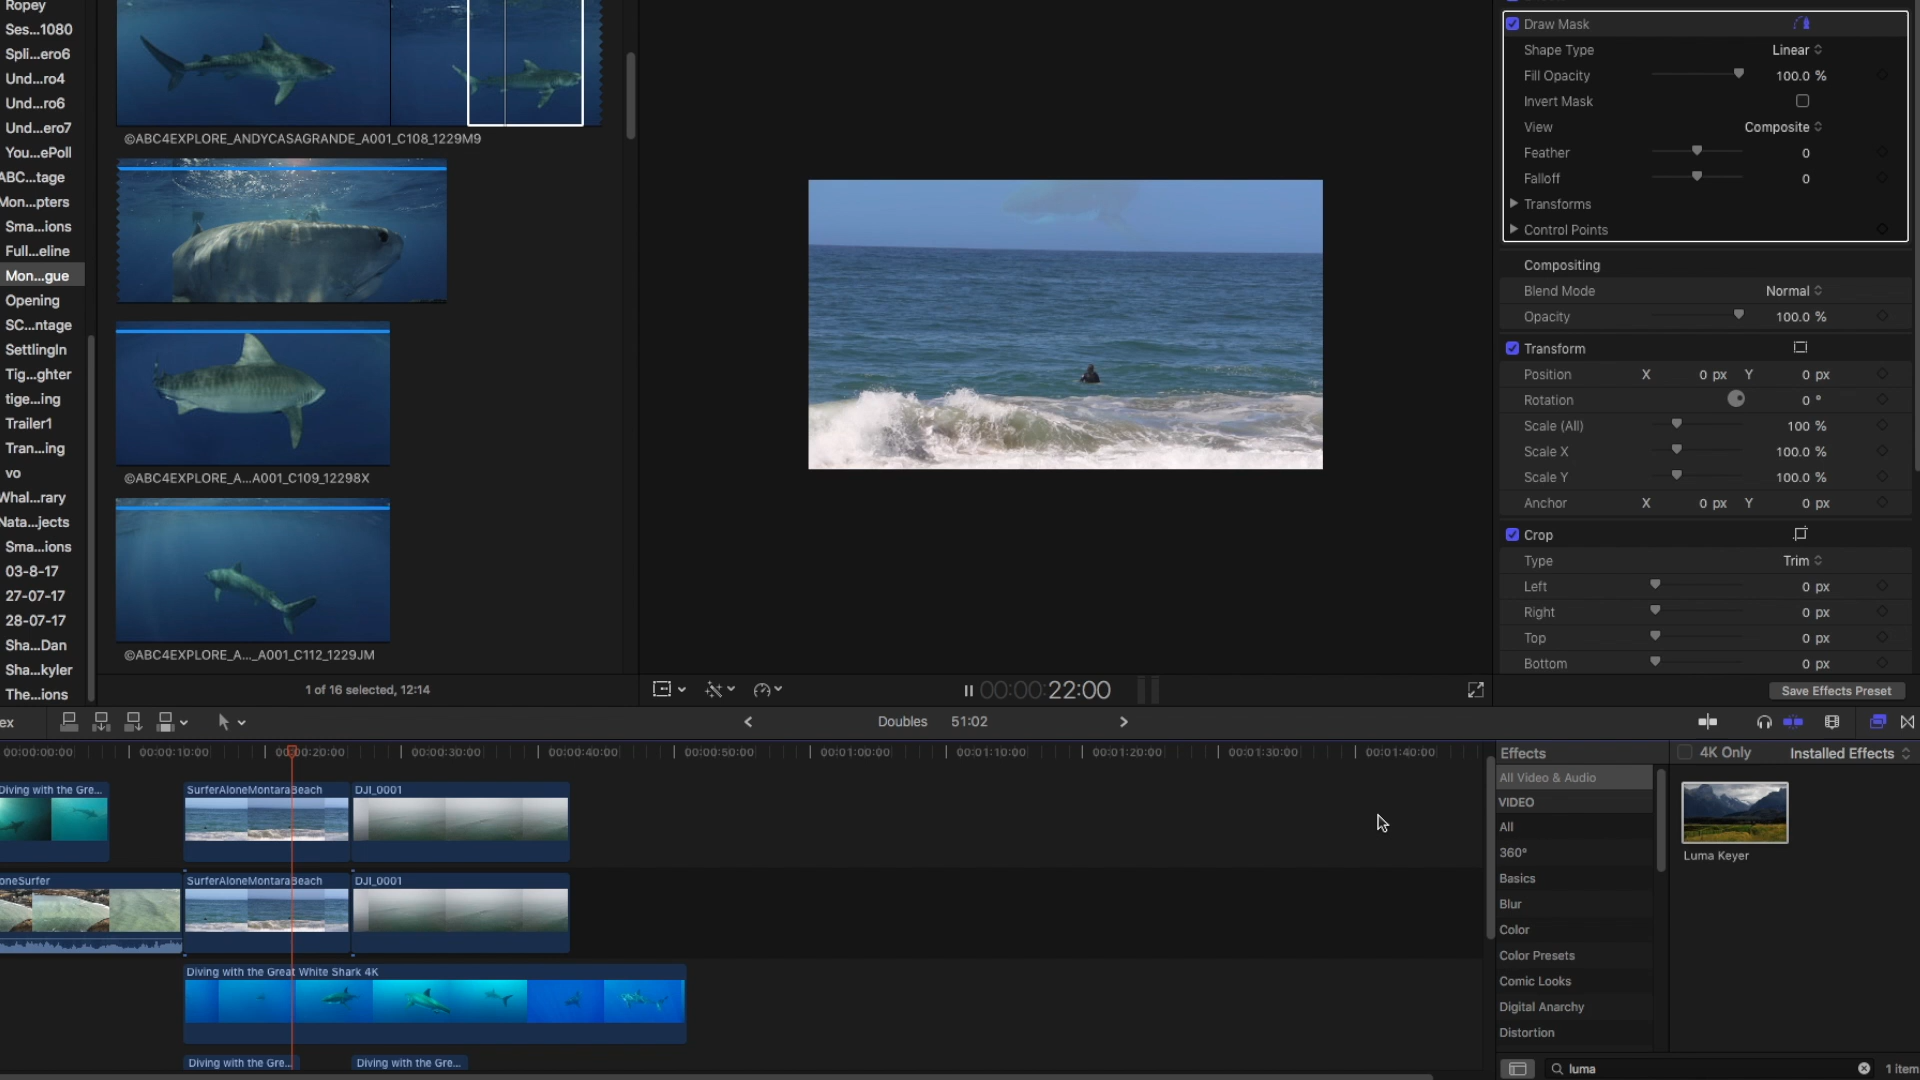 Ropey
Ses...1080
Spli...ero6
Und...ro4
Und...ro6
Und...ero7
You...ePoll
ABC...tage
Mon...pters
Sma...ions
Full...eline
Mon...gue
Opening
SC...ntage
SettlingIn
Tig...ghter
tige...ing
Trailer1
Tran...ing
vo
Whal...rary
Nata...jects
Sma...ions
03-8-17
27-07-17
28-07-17
Sha...Dan
Sha...kyler
The...ions
©ABC4EXPLORE_ANDYCASAGRANDE_A001_C108_1229M9
©ABC4EXPLORE_A...A001_C109_12298X
©ABC4EXPLORE_A..._A001_C112_1229JM
1 of 16 selected, 12:14
00:00:00:22:00
Draw Mask
Shape Type Linear
Fill Opacity 100.0 %
Invert Mask
View Composite
Feather 0
Falloff 0
Transforms
Control Points
Compositing
Blend Mode Normal
Opacity 100.0 %
Transform
Position X 0 px Y 0 px
Rotation 0 °
Scale (All) 100 %
Scale X 100.0 %
Scale Y 100.0 %
Anchor X 0 px Y 0 px
Crop
Type Trim
Left 0 px
Right 0 px
Top 0 px
Bottom 0 px
Save Effects Preset
ex
Doubles 51:02
00:00:00:00 00:00:10:00 00:00:20:00 00:00:30:00 00:00:40:00 00:00:50:00 00:01:00:00 00:01:10:00 00:01:20:00 00:01:30:00 00:01:40:00
Diving with the Gre... SurferAloneMontaraBeach DJI_0001
oneSurfer SurferAloneMontaraBeach DJI_0001
Diving with the Great White Shark 4K
Diving with the Gre... Diving with the Gre...
Effects 4K Only Installed Effects
All Video & Audio
VIDEO
All
360°
Basics
Blur
Color
Color Presets
Comic Looks
Digital Anarchy
Distortion
Luma Keyer
luma
1 item